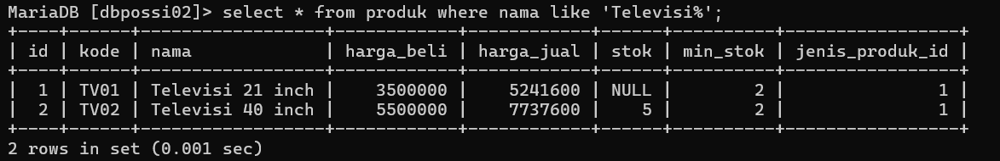 MariaDB [dbpossi02]> select * from produk where nama like 'Televisi%';
+----+------+------------------+------------+------------+------+----------+-----------------+
| id | kode | nama             | harga_beli | harga_jual | stok | min_stok | jenis_produk_id |
+----+------+------------------+------------+------------+------+----------+-----------------+
|  1 | TV01 | Televisi 21 inch |    3500000 |    5241600 | NULL |        2 |               1 |
|  2 | TV02 | Televisi 40 inch |    5500000 |    7737600 |    5 |        2 |               1 |
+----+------+------------------+------------+------------+------+----------+-----------------+
2 rows in set (0.001 sec)